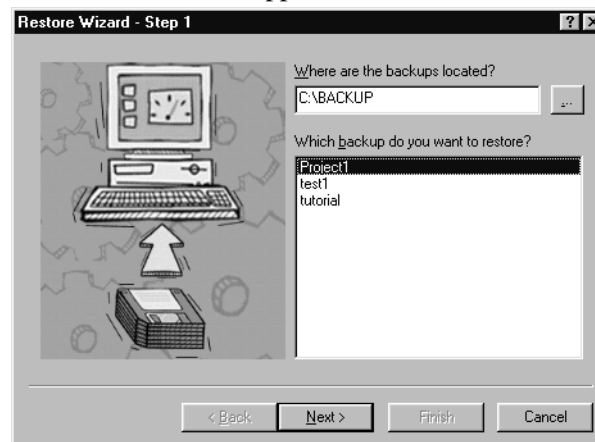 Restore Wizard - Step 1
Where are the backups located?
C:\BACKUP
...
Which backup do you want to restore?
Project1
test1
tutorial
< Back
Next >
Finish
Cancel